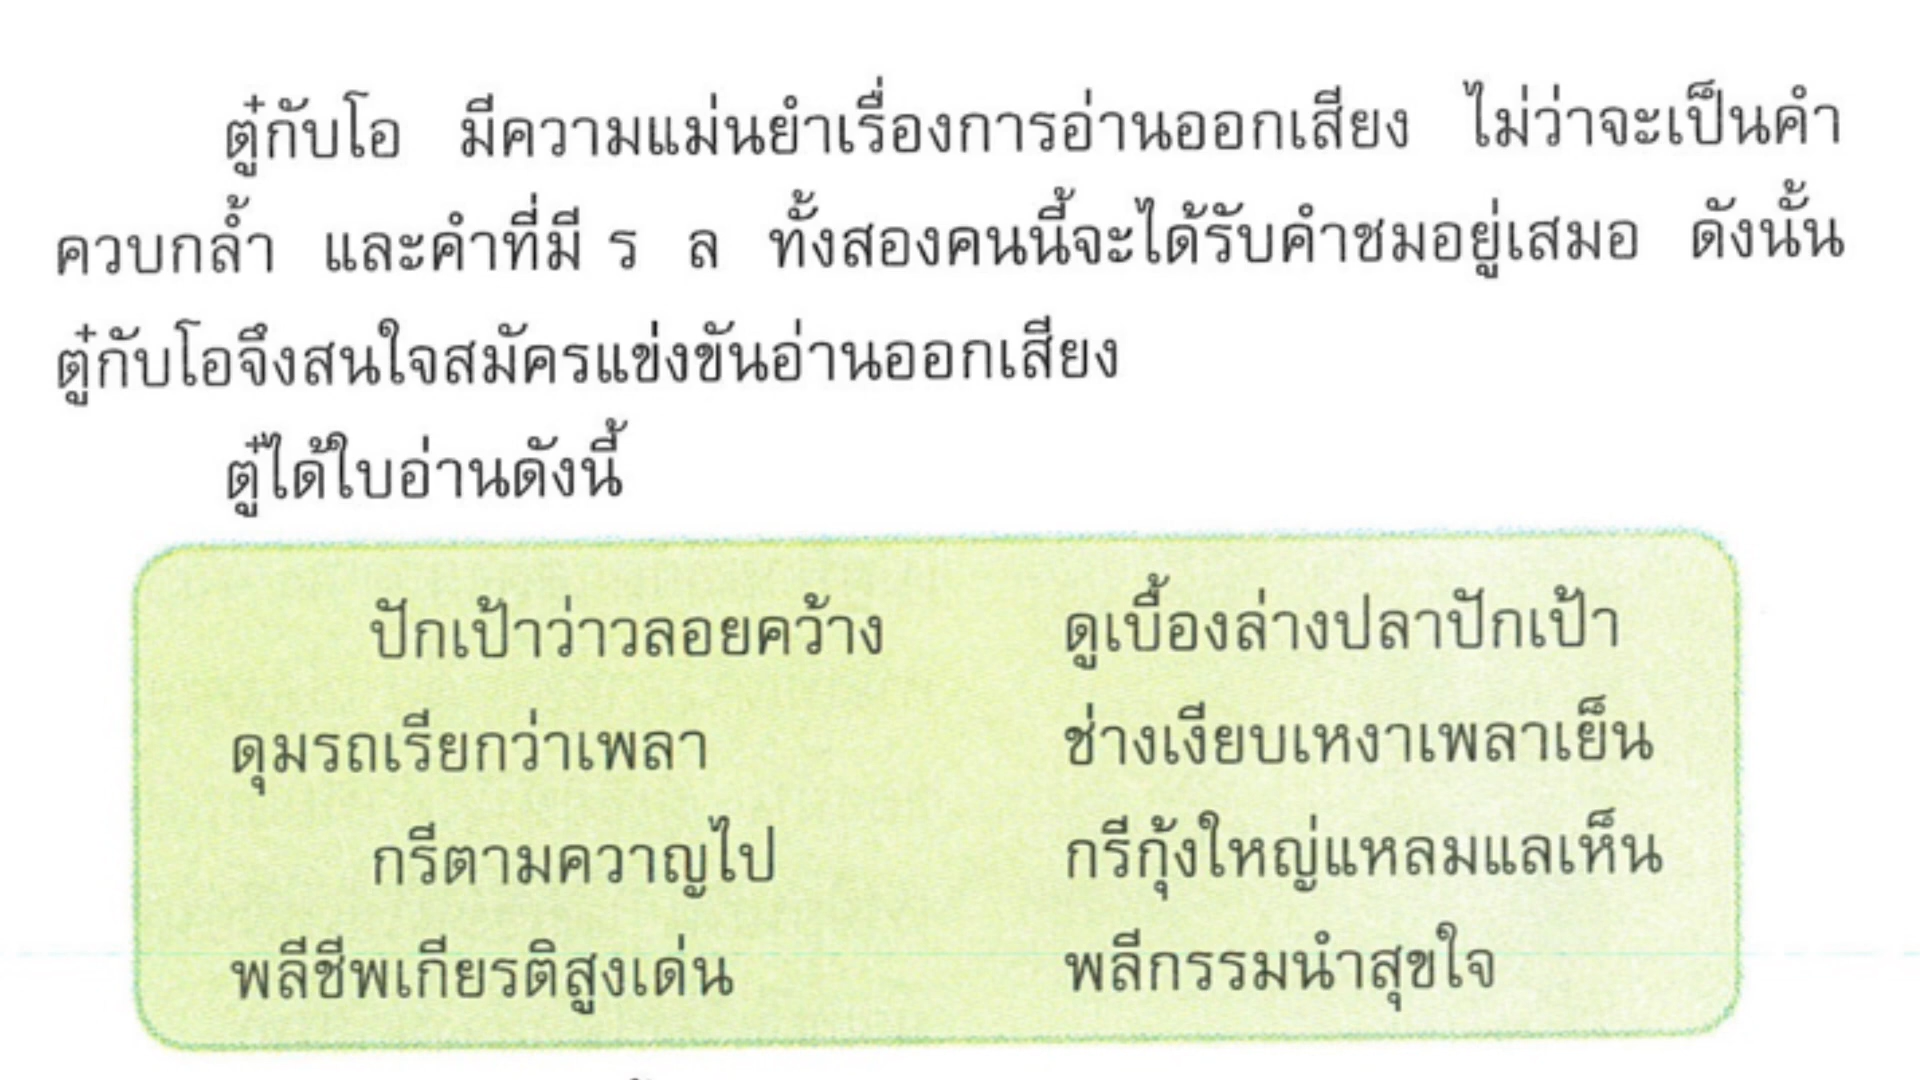 ตู๋กับโอ มีความแม่นยำเรื่องการอ่านออกเสียง ไม่ว่าจะเป็นคำ
ควบกล้ำ และคำที่มี ร ล ทั้งสองคนนี้จะได้รับคำชมอยู่เสมอ ดังนั้น
ตู๋กับโอจึงสนใจสมัครแข่งขันอ่านออกเสียง
ตู๋ได้ใบอ่านดังนี้
ปักเป้าว่าวลอยคว้าง ดูเบื้องล่างปลาปักเป้า
ดุมรถเรียกว่าเพลา ช่างเงียบเหงาเพลาเย็น
กรีตามควาญไป กรีกุ้งใหญ่แหลมแลเห็น
พลีชีพเกียรติสูงเด่น พลีกรรมนำสุขใจ